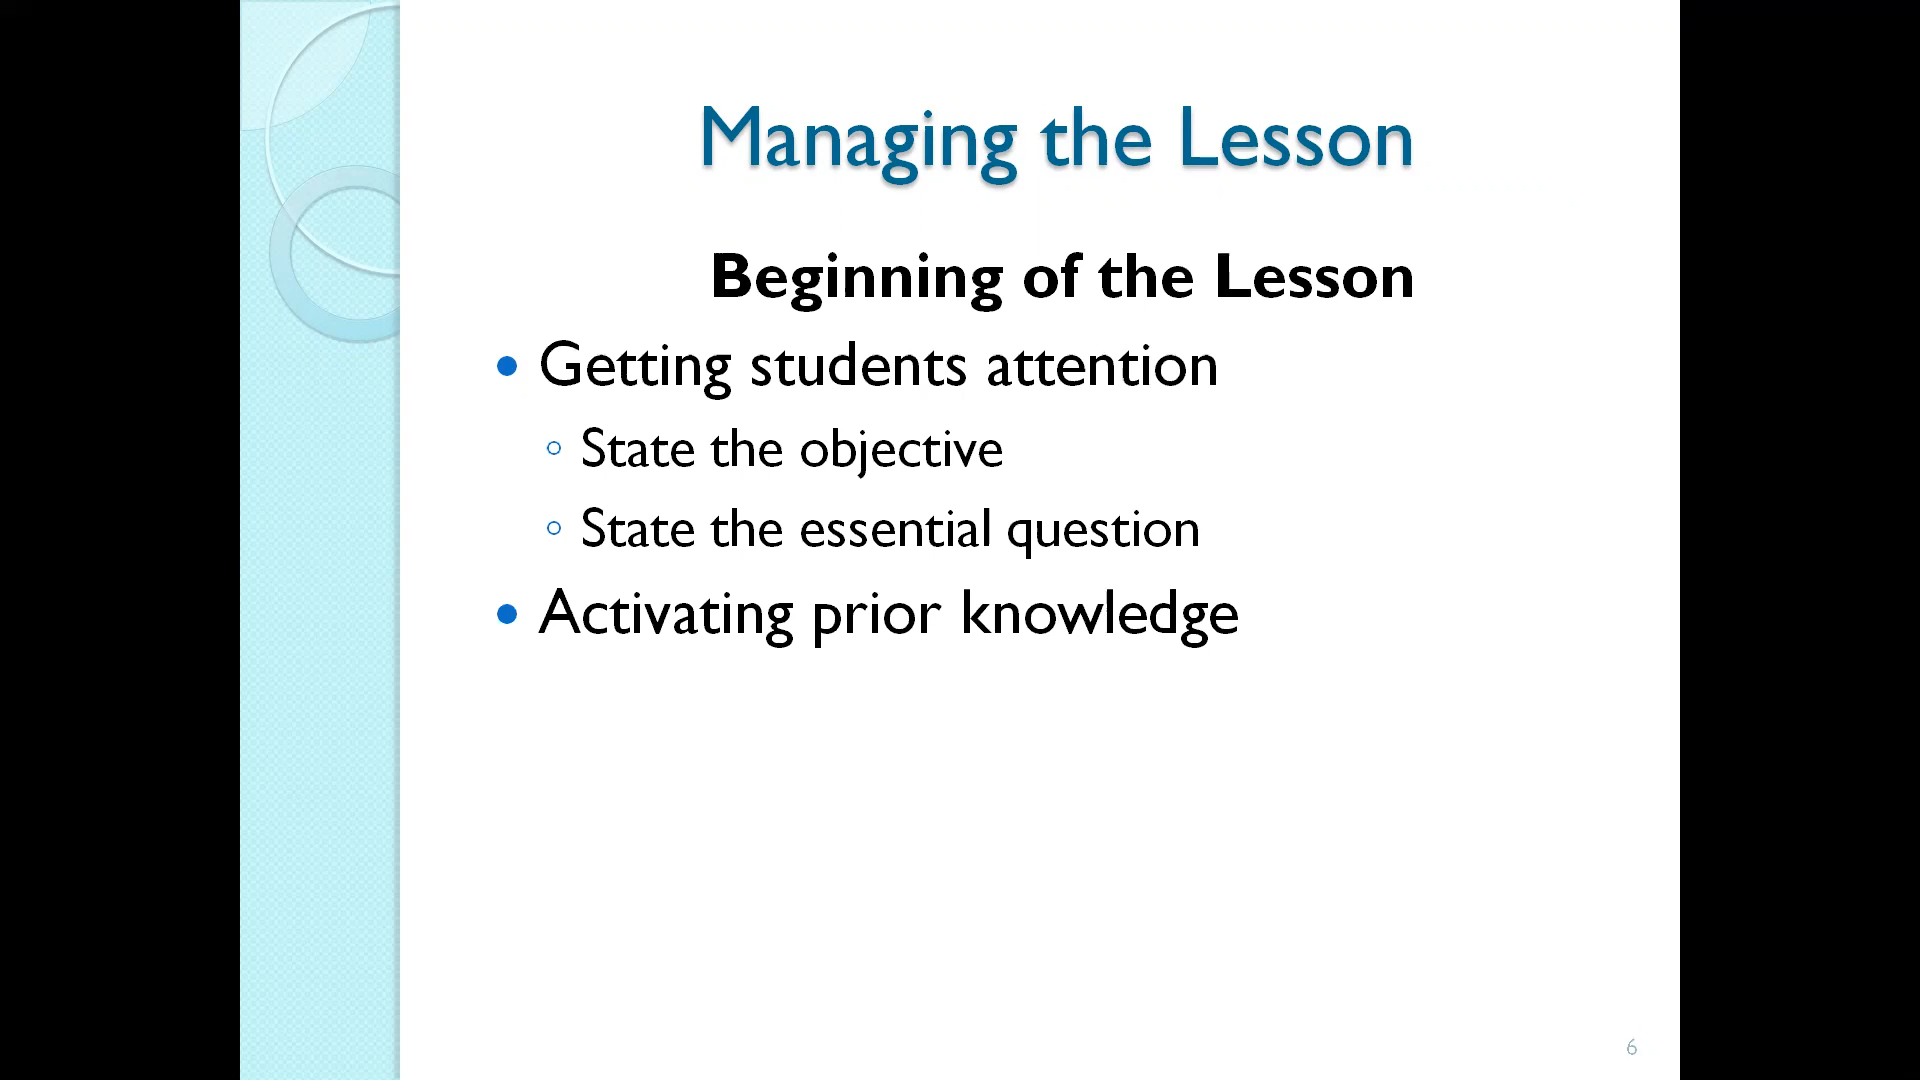 Managing the Lesson
Beginning of the Lesson
• Getting students attention
◦ State the objective
◦ State the essential question
• Activating prior knowledge
6